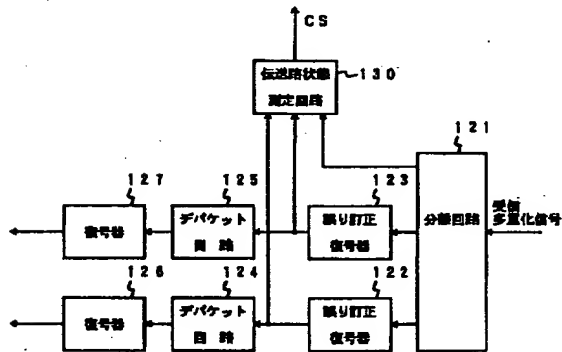 CS
伝送路状態
測定回路
130
121
127
125
123
復号器
デパケット
回路
誤り訂正
復号器
分離回路
受信
多重化信号
126
124
122
復号器
デパケット
回路
誤り訂正
復号器